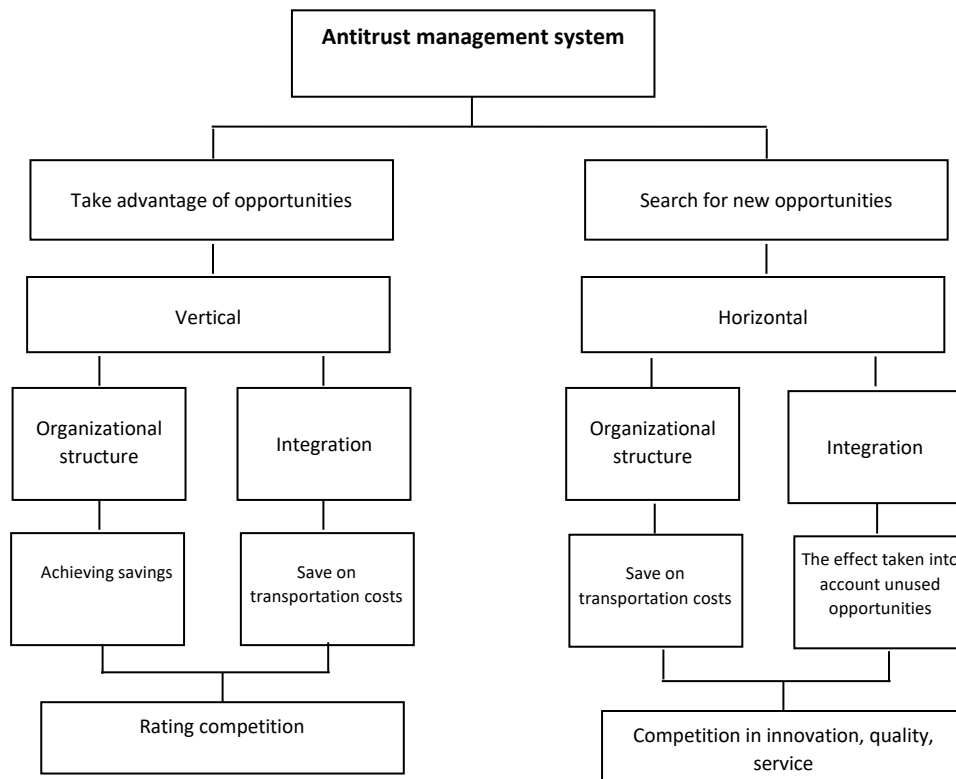 Antitrust management system
Take advantage of opportunities
Search for new opportunities
Vertical
Horizontal
Organizational
structure
Integration
Organizational
structure
Integration
Achieving savings
Save on
transportation costs
Save on
transportation costs
The effect taken into
account unused
opportunities
Rating competition
Competition in innovation, quality,
service